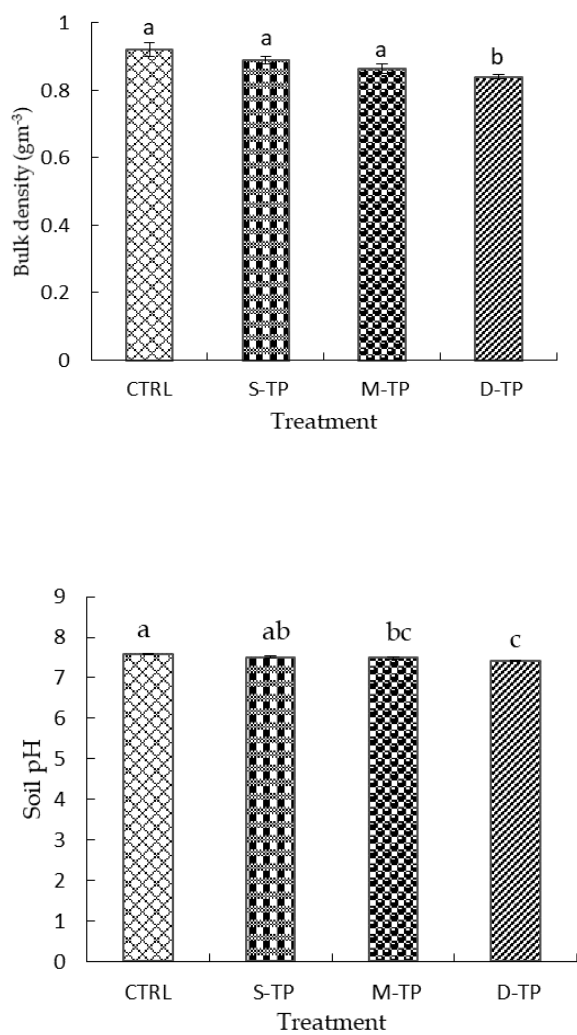 1
a
a
a
b
0.8
0.6
0.4
0.2
0
Bulk density (gm⁻³)
CTRL S-TP M-TP D-TP
Treatment
9
8
7
6
5
4
3
2
1
0
a ab bc c
Soil pH
CTRL S-TP M-TP D-TP
Treatment